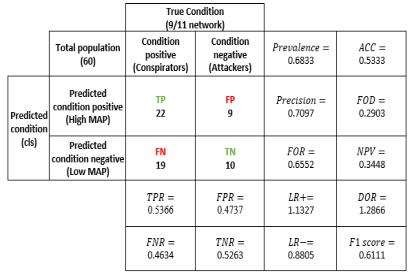 True Condition
(9/11 network)
Total population
(60)
Condition
positive
(Conspirators)
Condition
negative
(Attackers)
Prevalence =
0.6833
ACC =
0.5333
Predicted
condition
(cls)
Predicted
condition positive
(High MAP)
TP
22
FP
9
Precision =
0.7097
FOD =
0.2903
Predicted
condition negative
(Low MAP)
FN
19
TN
10
FOR =
0.6552
NPV =
0.3448
TPR =
0.5366
FPR =
0.4737
LR+=
1.1327
DOR =
1.2866
FNR =
0.4634
TNR =
0.5263
LR−=
0.8805
F1 score =
0.6111